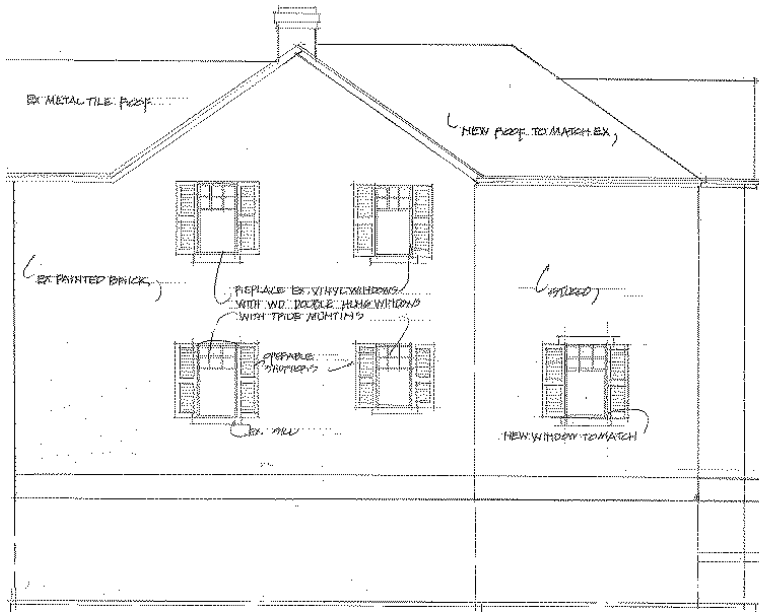 EX METAL TILE ROOF
NEW ROOF TO MATCH EX
EX PAINTED BRICK
REPLACE EX VINYL WINDOWS
WITH WD. DOUBLE HUNG WINDOWS
WITH TRUE MUNTINS
STUCCO
OPERABLE
SHUTTERS
EX. SILL
NEW WINDOW TO MATCH